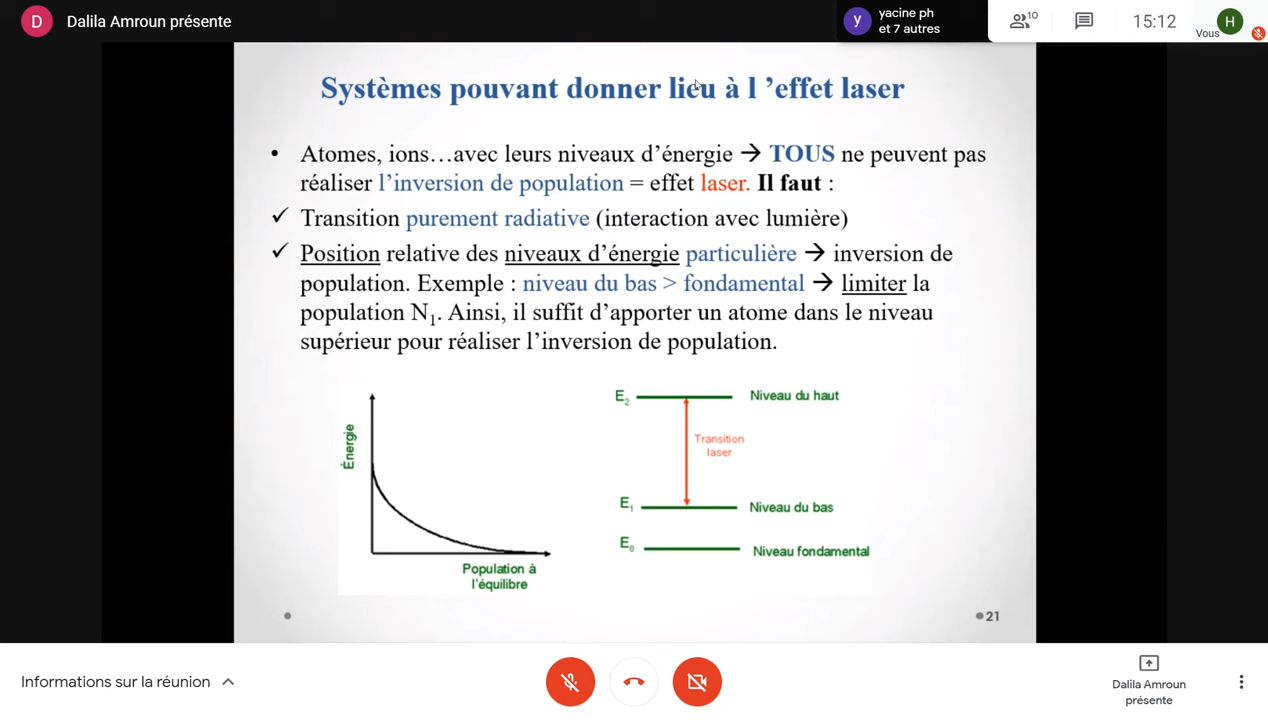 D Dalila Amroun présente
y yacine ph
et 7 autres
10
15:12
Vous H
Systèmes pouvant donner lieu à l ’effet laser
• Atomes, ions…avec leurs niveaux d’énergie → TOUS ne peuvent pas
réaliser l’inversion de population = effet laser. Il faut :
✓ Transition purement radiative (interaction avec lumière)
✓ Position relative des niveaux d’énergie particulière → inversion de
population. Exemple : niveau du bas > fondamental → limiter la
population N₁. Ainsi, il suffit d’apporter un atome dans le niveau
supérieur pour réaliser l’inversion de population.
Énergie
Population à
l'équilibre
E₂ Niveau du haut
Transition
laser
E₁ Niveau du bas
E₀ Niveau fondamental
21
Informations sur la réunion
Dalila Amroun
présente